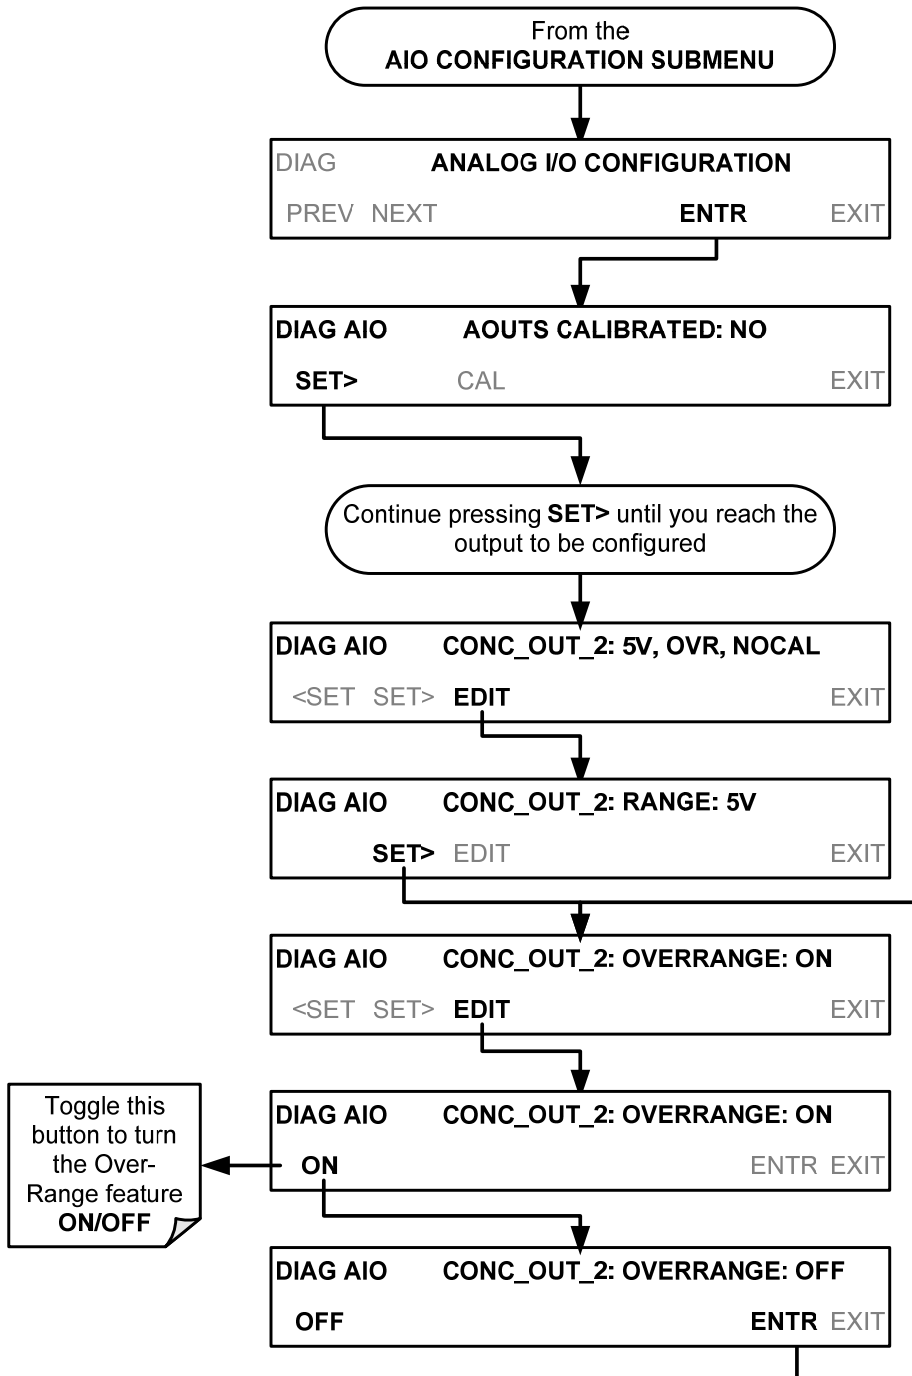 From the
AIO CONFIGURATION SUBMENU
DIAG ANALOG I/O CONFIGURATION
PREV NEXT ENTR EXIT
DIAG AIO AOUTS CALIBRATED: NO
SET> CAL EXIT
Continue pressing SET> until you reach the
output to be configured
DIAG AIO CONC_OUT_2: 5V, OVR, NOCAL
<SET SET> EDIT EXIT
DIAG AIO CONC_OUT_2: RANGE: 5V
SET> EDIT EXIT
DIAG AIO CONC_OUT_2: OVERRANGE: ON
<SET SET> EDIT EXIT
DIAG AIO CONC_OUT_2: OVERRANGE: ON
ON ENTR EXIT
Toggle this
button to turn
the Over-
Range feature
ON/OFF
DIAG AIO CONC_OUT_2: OVERRANGE: OFF
OFF ENTR EXIT